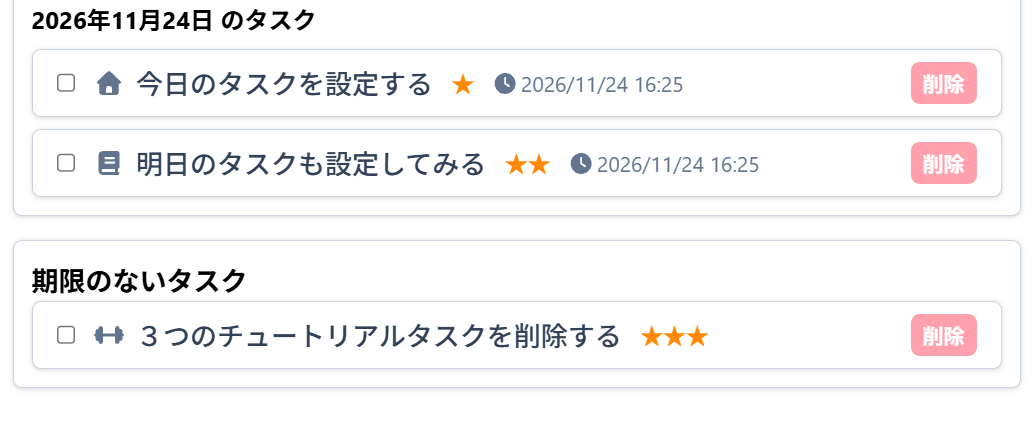 2026年11月24日 のタスク
今日のタスクを設定する ★ 2026/11/24 16:25 削除
明日のタスクも設定してみる ★★ 2026/11/24 16:25 削除
期限のないタスク
３つのチュートリアルタスクを削除する ★★★ 削除